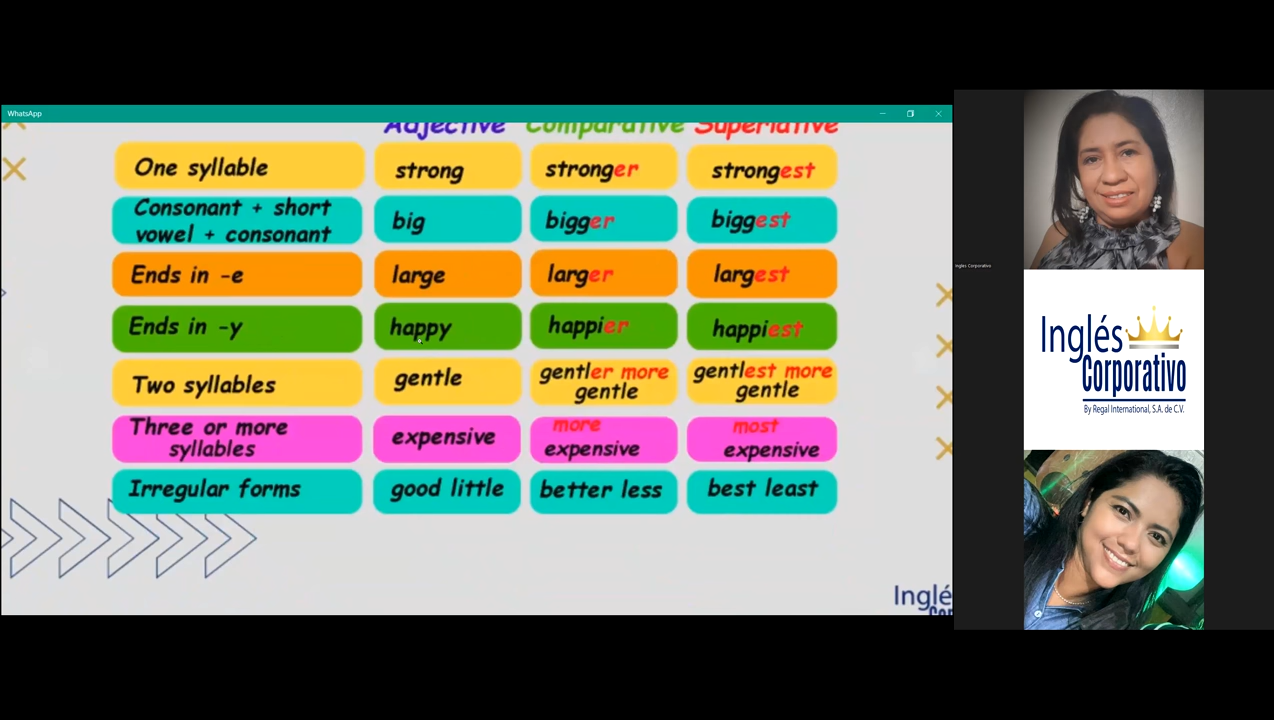 WhatsApp
Adjective Comparative Superlative
One syllable strong stronger strongest
Consonant + short
vowel + consonant big bigger biggest
Ends in -e large larger largest
Ends in -y happy happier happiest
Two syllables gentle gentler more
gentle gentlest more
gentle
Three or more
syllables expensive more
expensive most
expensive
Irregular forms good little better less best least
Inglé
Cor
Ingles Corporativo
Inglés
Corporativo
By Regal International, S.A. de C.V.